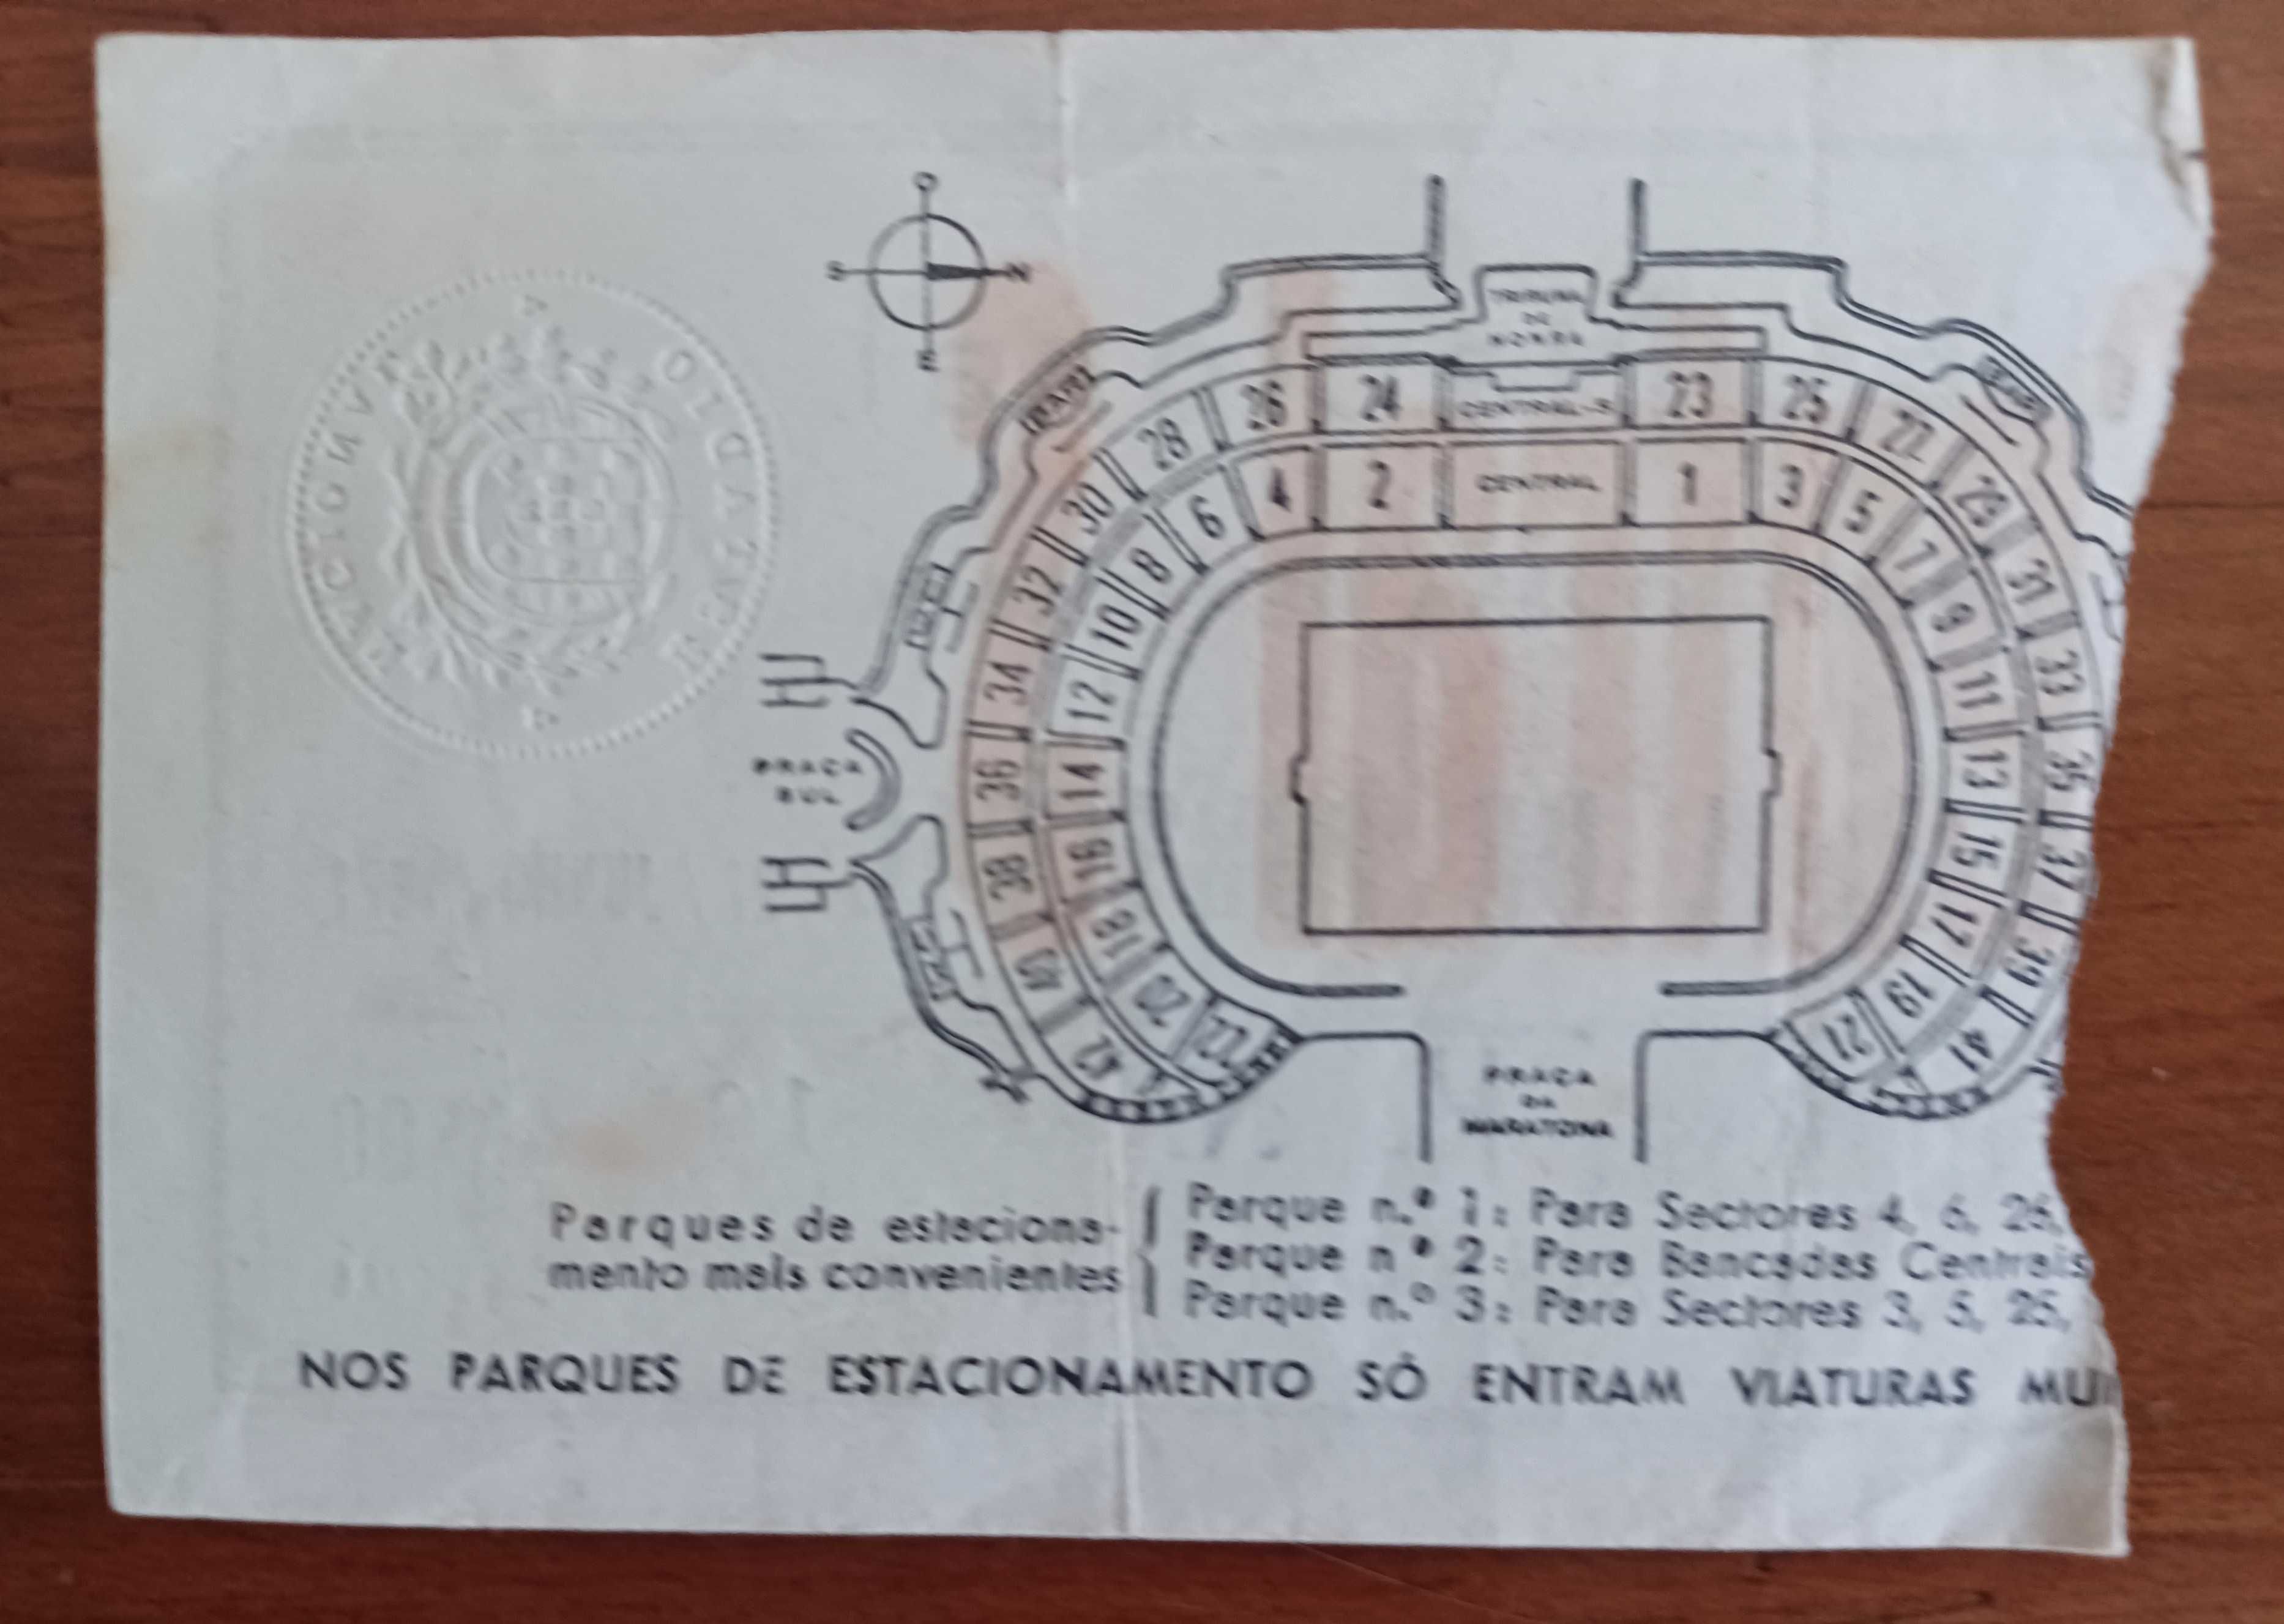 O
S N
E
TRIBUNA
DE
HONRA
28 26 24 CENTRAL-S 23 25 27
30 6 4 2 CENTRAL 1 3 5 29
32 10 8 7 9 31
34 12 11 33
36 14 13 35
38 16 15 37
40 18 17 39
42 20 22 21 19 41
PRAÇA
SUL
PRAÇA
DA
MARATONA
ESTADIO NACIONAL
Parques de estaciona-
mento mais convenientes
Parque n.º 1: Para Sectores 4, 6, 26,
Parque n º 2: Para Bancadas Centrais
Parque n.º 3: Para Sectores 3, 5, 25,
NOS PARQUES DE ESTACIONAMENTO SÓ ENTRAM VIATURAS MU